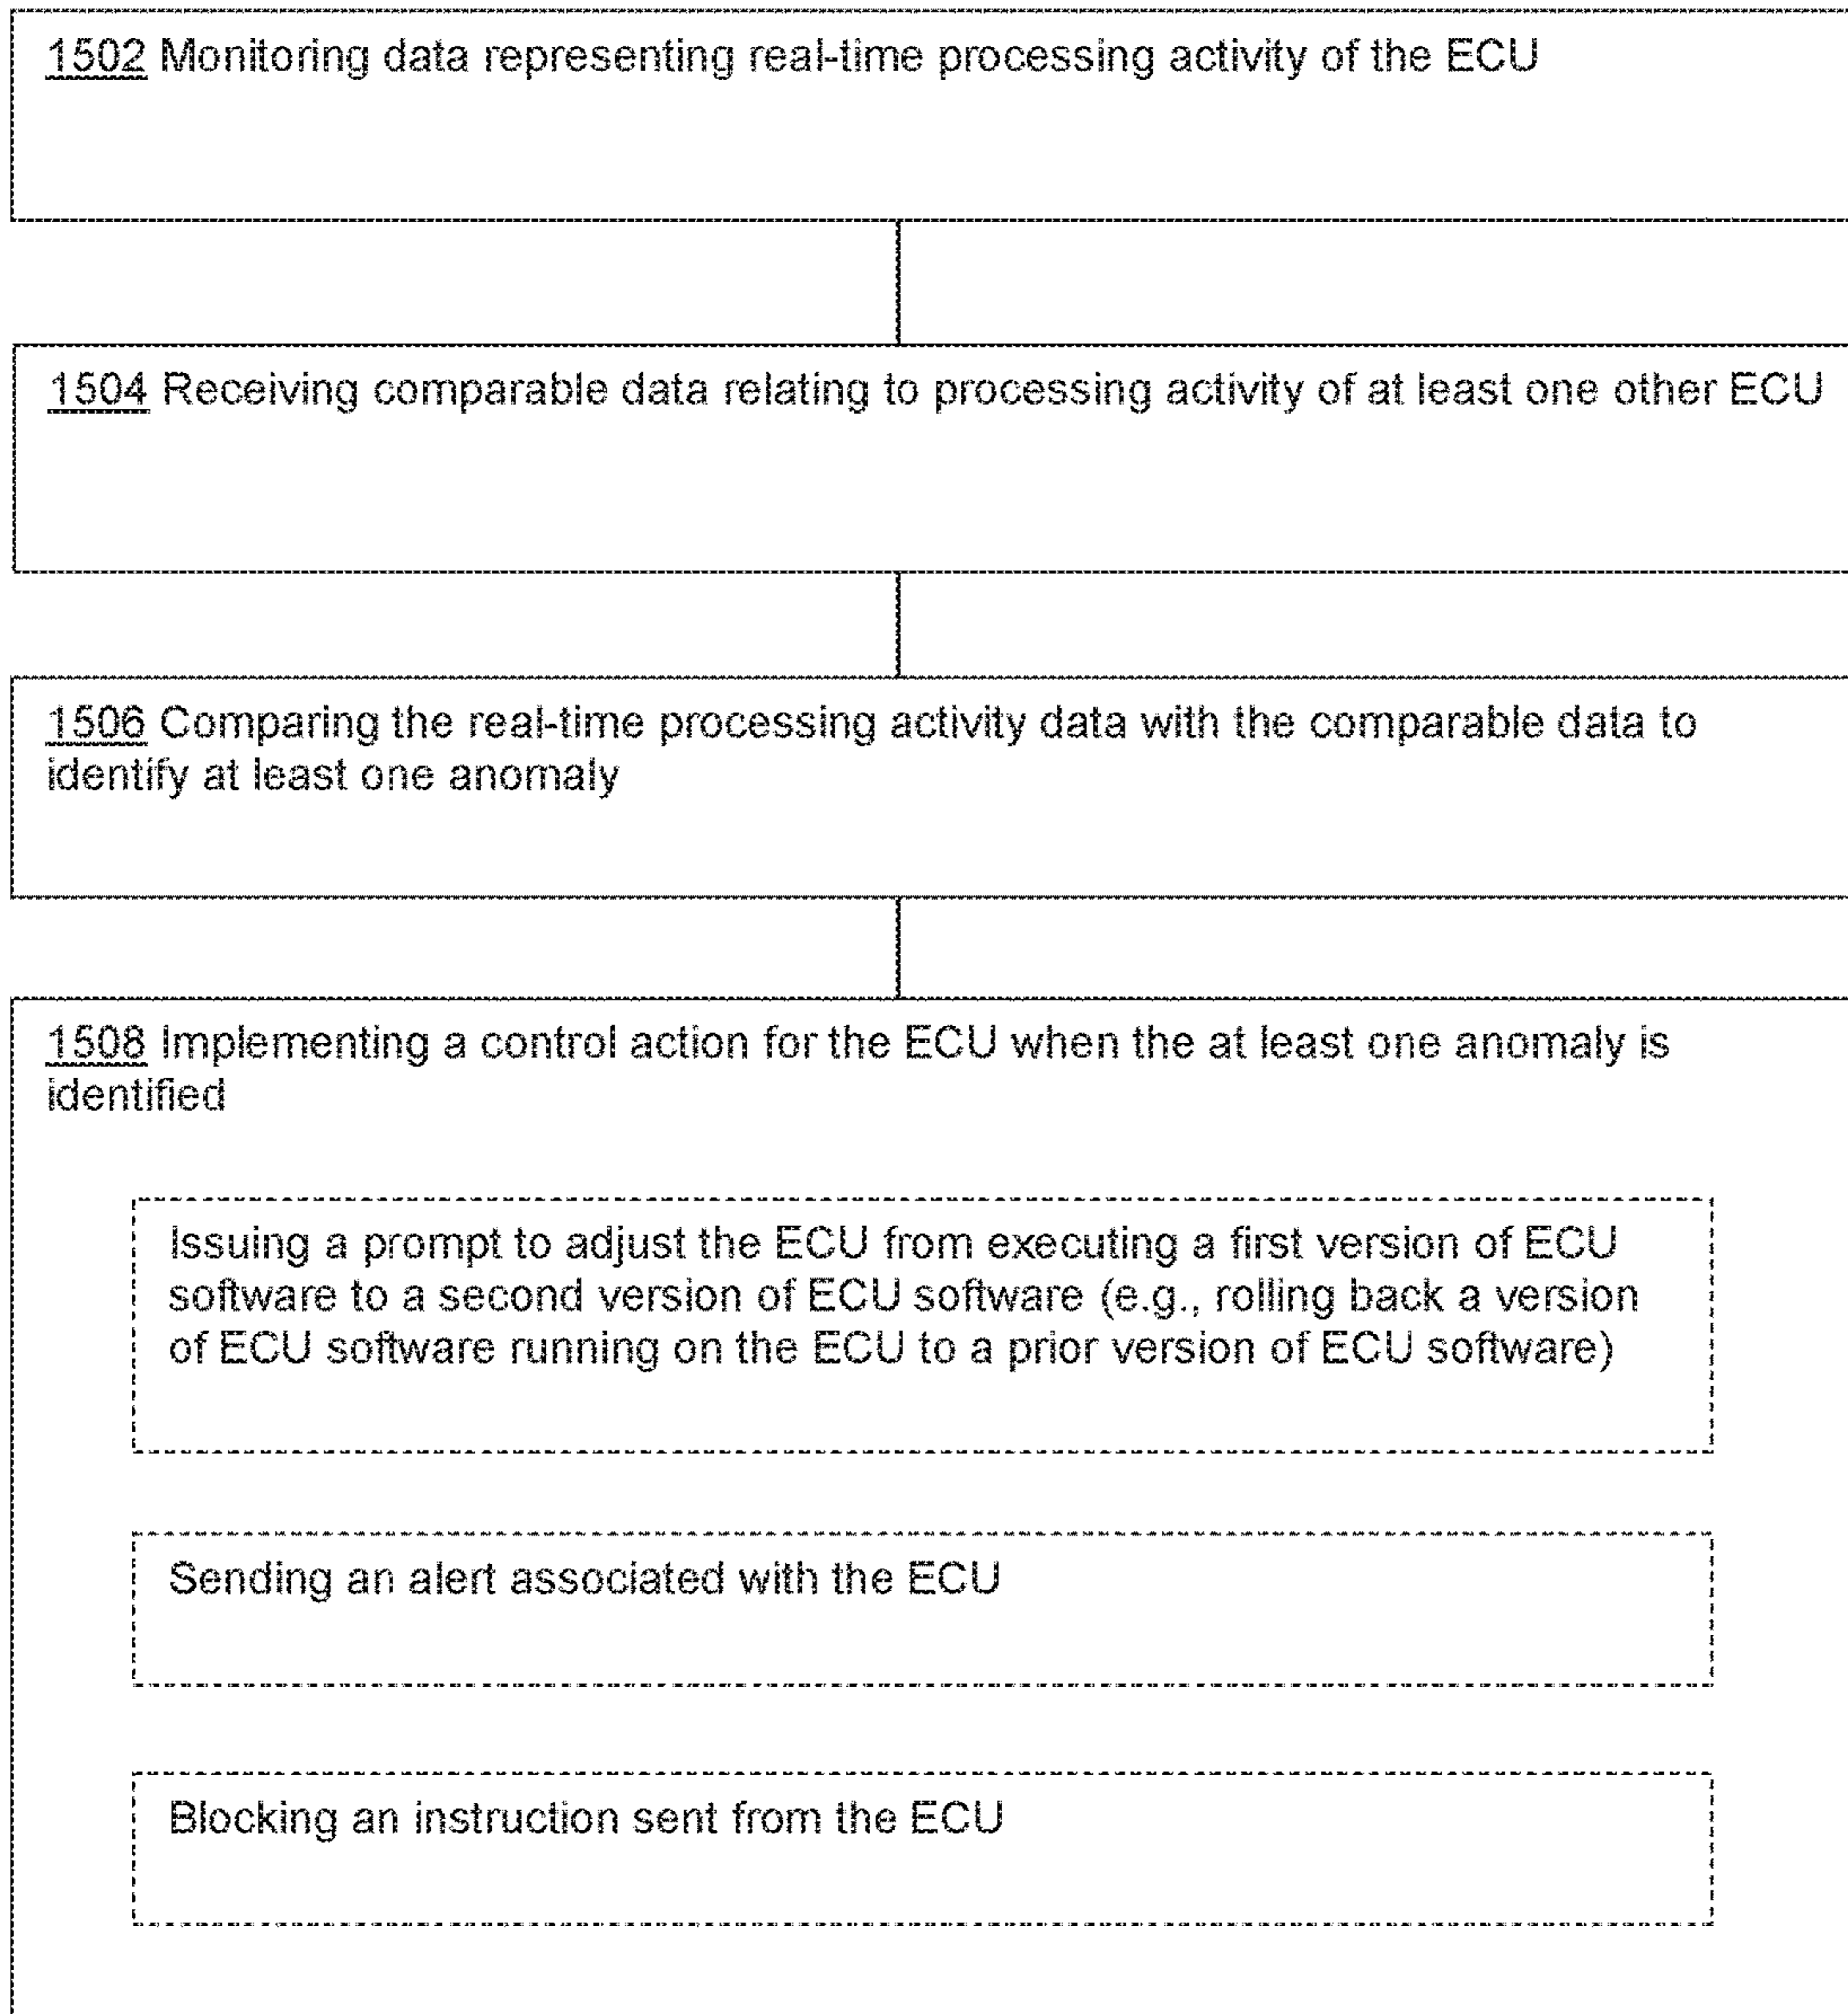 1502 Monitoring data representing real-time processing activity of the ECU
1504 Receiving comparable data relating to processing activity of at least one other ECU
1506 Comparing the real-time processing activity data with the comparable data to
identify at least one anomaly
1508 Implementing a control action for the ECU when the at least one anomaly is
identified
Issuing a prompt to adjust the ECU from executing a first version of ECU
software to a second version of ECU software (e.g., rolling back a version
of ECU software running on the ECU to a prior version of ECU software)
Sending an alert associated with the ECU
Blocking an instruction sent from the ECU